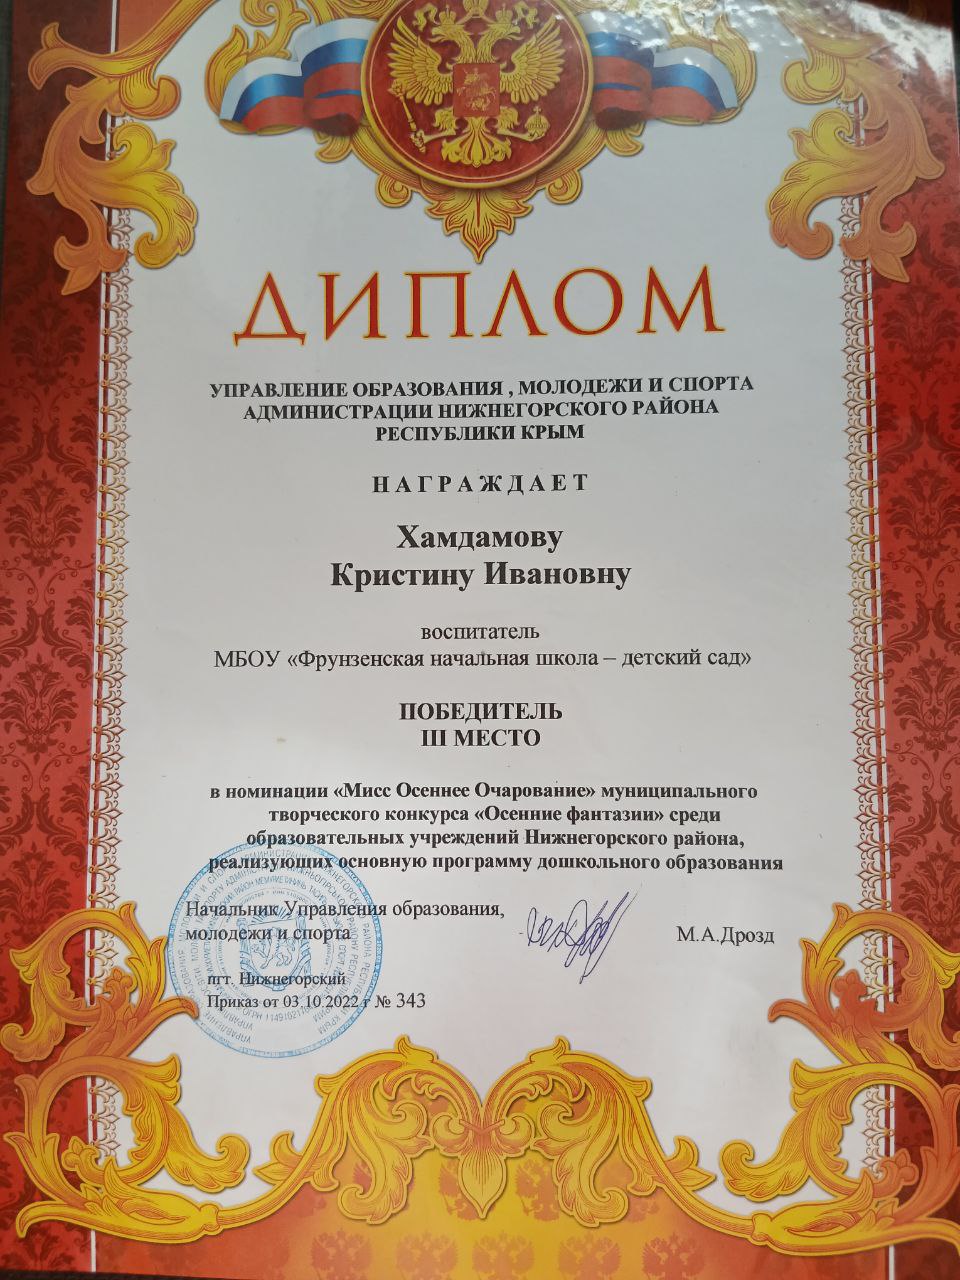 ДИПЛОМ
УПРАВЛЕНИЕ ОБРАЗОВАНИЯ , МОЛОДЕЖИ И СПОРТА
АДМИНИСТРАЦИИ НИЖНЕГОРСКОГО РАЙОНА
РЕСПУБЛИКИ КРЫМ
Н А Г Р А Ж Д А Е Т
Хамдамову
Кристину Ивановну
воспитатель
МБОУ «Фрунзенская начальная школа – детский сад»
ПОБЕДИТЕЛЬ
III МЕСТО
в номинации «Мисс Осеннее Очарование» муниципального
творческого конкурса «Осенние фантазии» среди
образовательных учреждений Нижнегорского района,
реализующих основную программу дошкольного образования
Начальник Управления образования,
молодежи и спорта
М.А.Дрозд
пгт. Нижнегорский
Приказ от 03.10.2022 г № 343